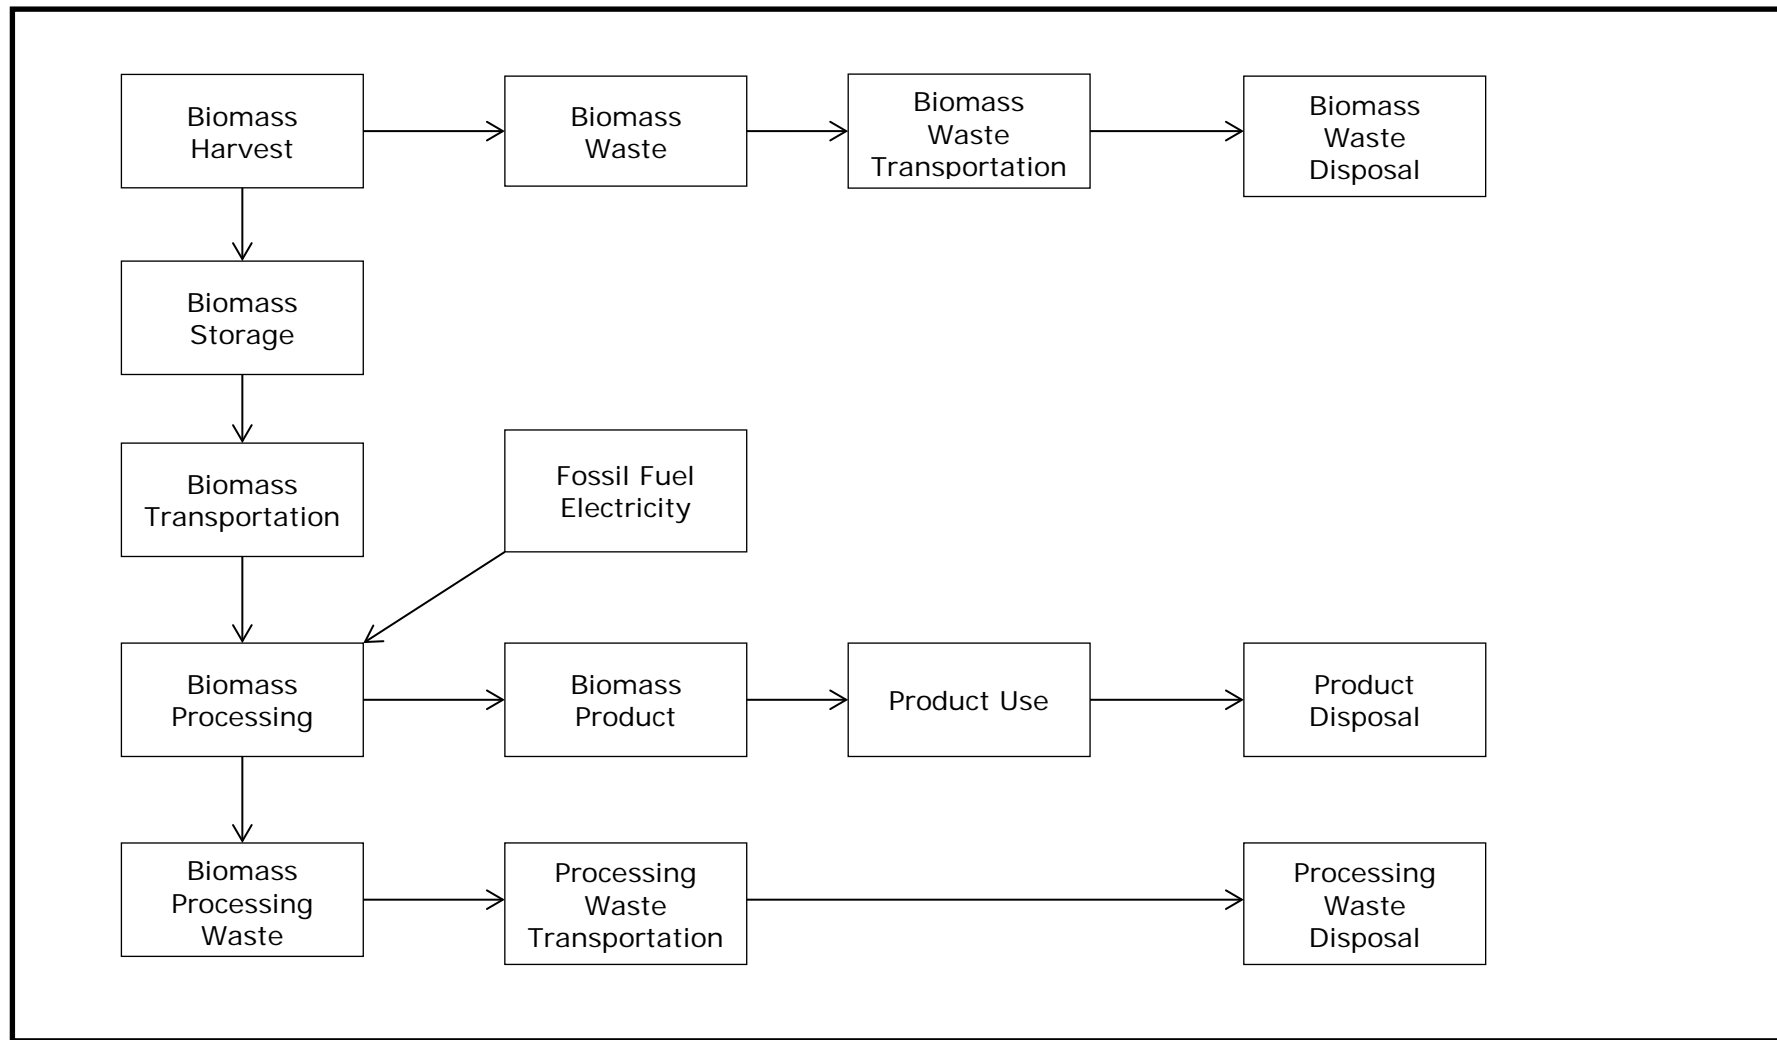 Biomass
Harvest
Biomass
Waste
Biomass
Waste
Transportation
Biomass
Waste
Disposal
Biomass
Storage
Biomass
Transportation
Fossil Fuel
Electricity
Biomass
Processing
Biomass
Product
Product Use
Product
Disposal
Biomass
Processing
Waste
Processing
Waste
Transportation
Processing
Waste
Disposal